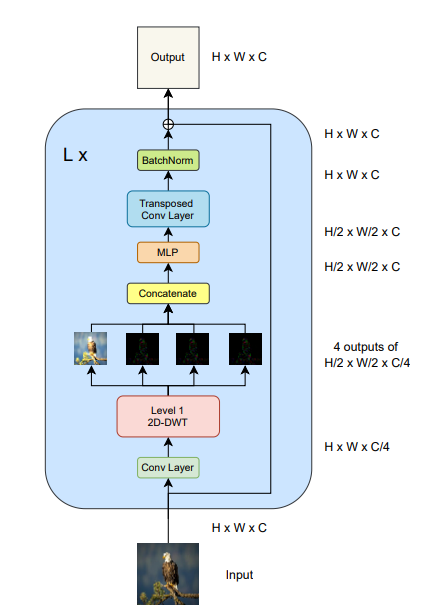 Output
H x W x C
L x
H x W x C
BatchNorm
H x W x C
Transposed
Conv Layer
H/2 x W/2 x C
MLP
H/2 x W/2 x C
Concatenate
4 outputs of
H/2 x W/2 x C/4
Level 1
2D-DWT
H x W x C/4
Conv Layer
H x W x C
Input